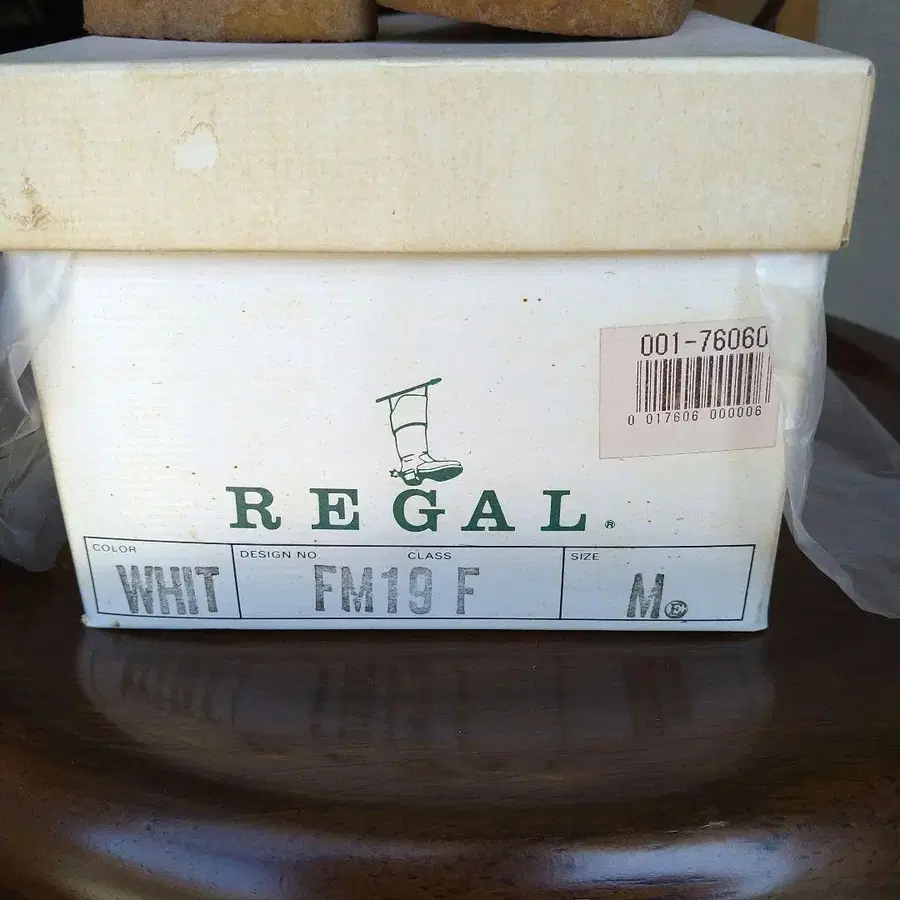 001-76060
0 017606 000006
REGAL®
COLOR DESIGN NO. CLASS SIZE
WHIT FM19 F M Ⓔ